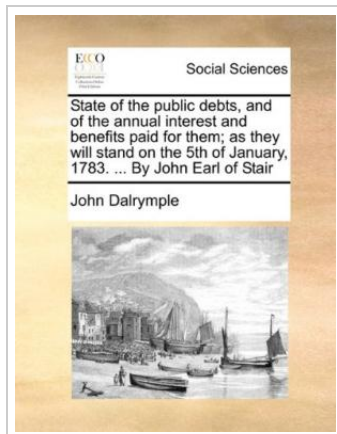 ECCO
Social Sciences
State of the public debts, and
of the annual interest and
benefits paid for them; as they
will stand on the 5th of January,
1783. ... By John Earl of Stair
John Dalrymple